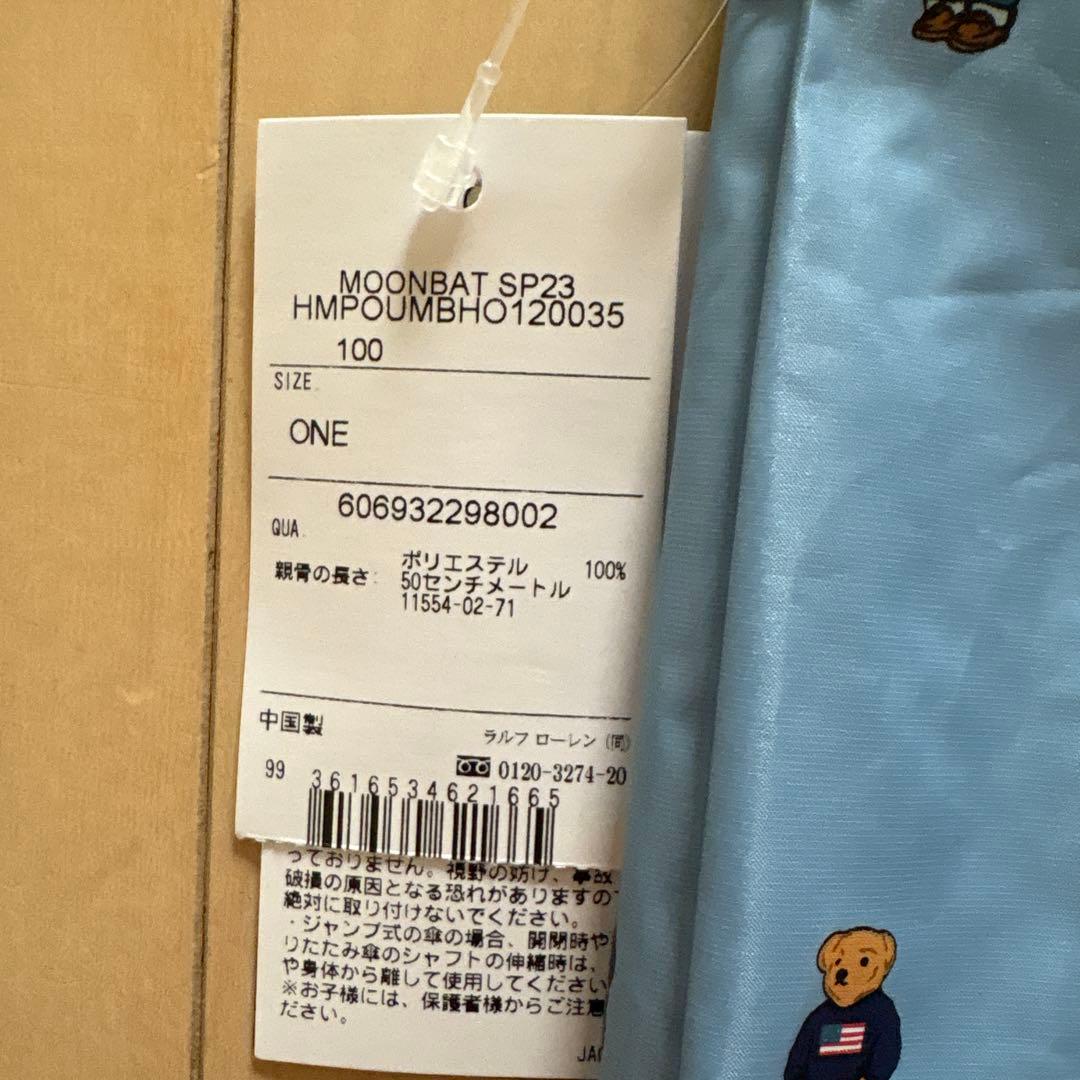 MOONBAT SP23
HMPOUMBHO120035
100
SIZE
ONE
606932298002
QUA.
ポリエステル 100%
親骨の長さ: 50センチメートル
11554-02-71
中国製
ラルフ ローレン (同)
0120-3274-20
99 3616534621665
っておりません。視野の妨げ、事故
破損の原因となる恐れがありますの
絶対に取り付けないでください。
・ジャンプ式の傘の場合、開閉時や
りたたみ傘のシャフトの伸縮時は、
や身体から離して使用してください
※お子様には、保護者様からご注意
ださい。